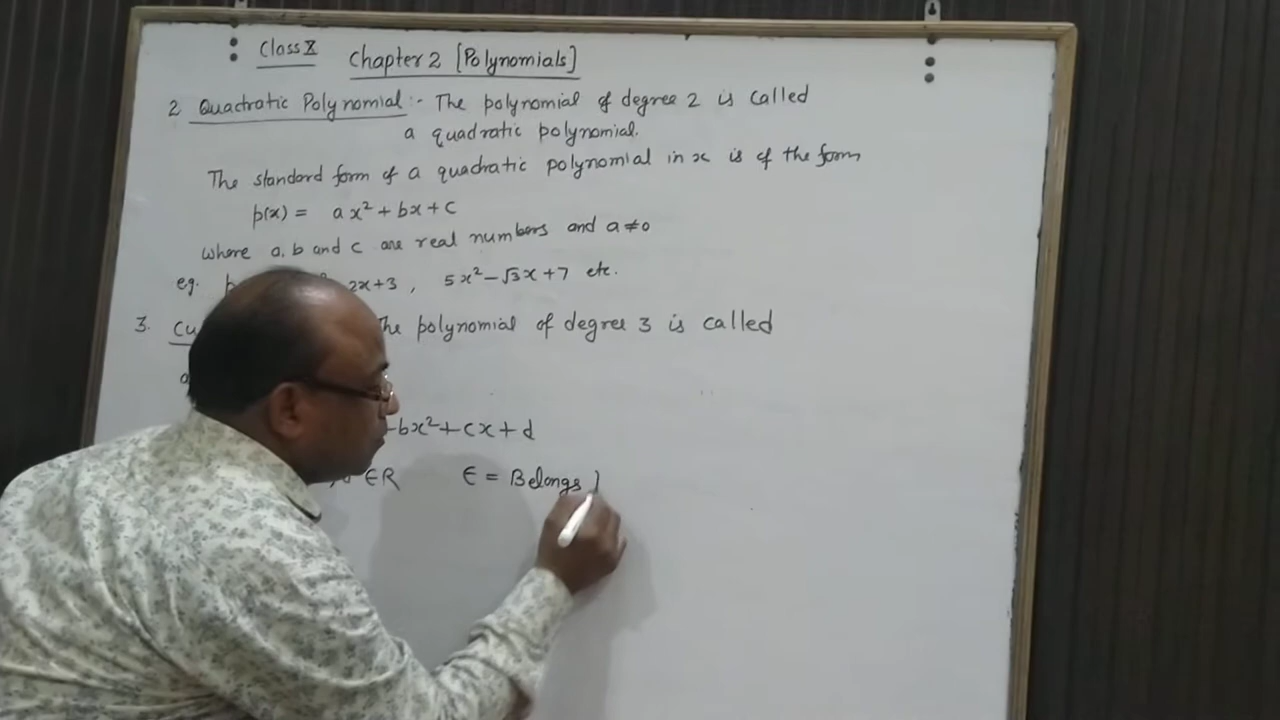 Class X Chapter 2 [Polynomials]
2 Quadratic Polynomial :- The polynomial of degree 2 is called
a quadratic polynomial.
The standard form of a quadratic polynomial in x is of the form
p(x) = ax² + bx + c
where a, b and c are real numbers and a ≠ 0
eg. 2x+3, 5x² - √3x + 7 etc.
3. Cu The polynomial of degree 3 is called
a
bx² + cx + d
∈R ∈ = Belongs